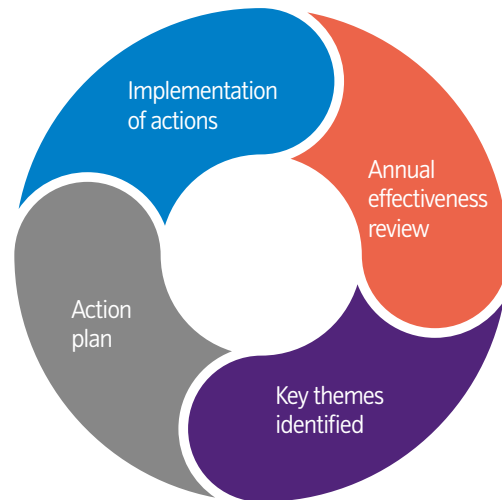 Implementation
of actions
Annual
effectiveness
review
Key themes
identified
Action
plan